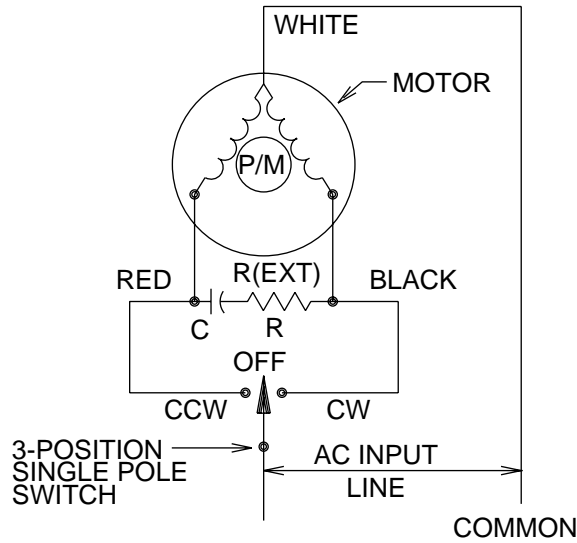 WHITE
MOTOR
P/M
RED
R(EXT)
BLACK
C
R
OFF
CCW
CW
3-POSITION
SINGLE POLE
SWITCH
AC INPUT
LINE
COMMON